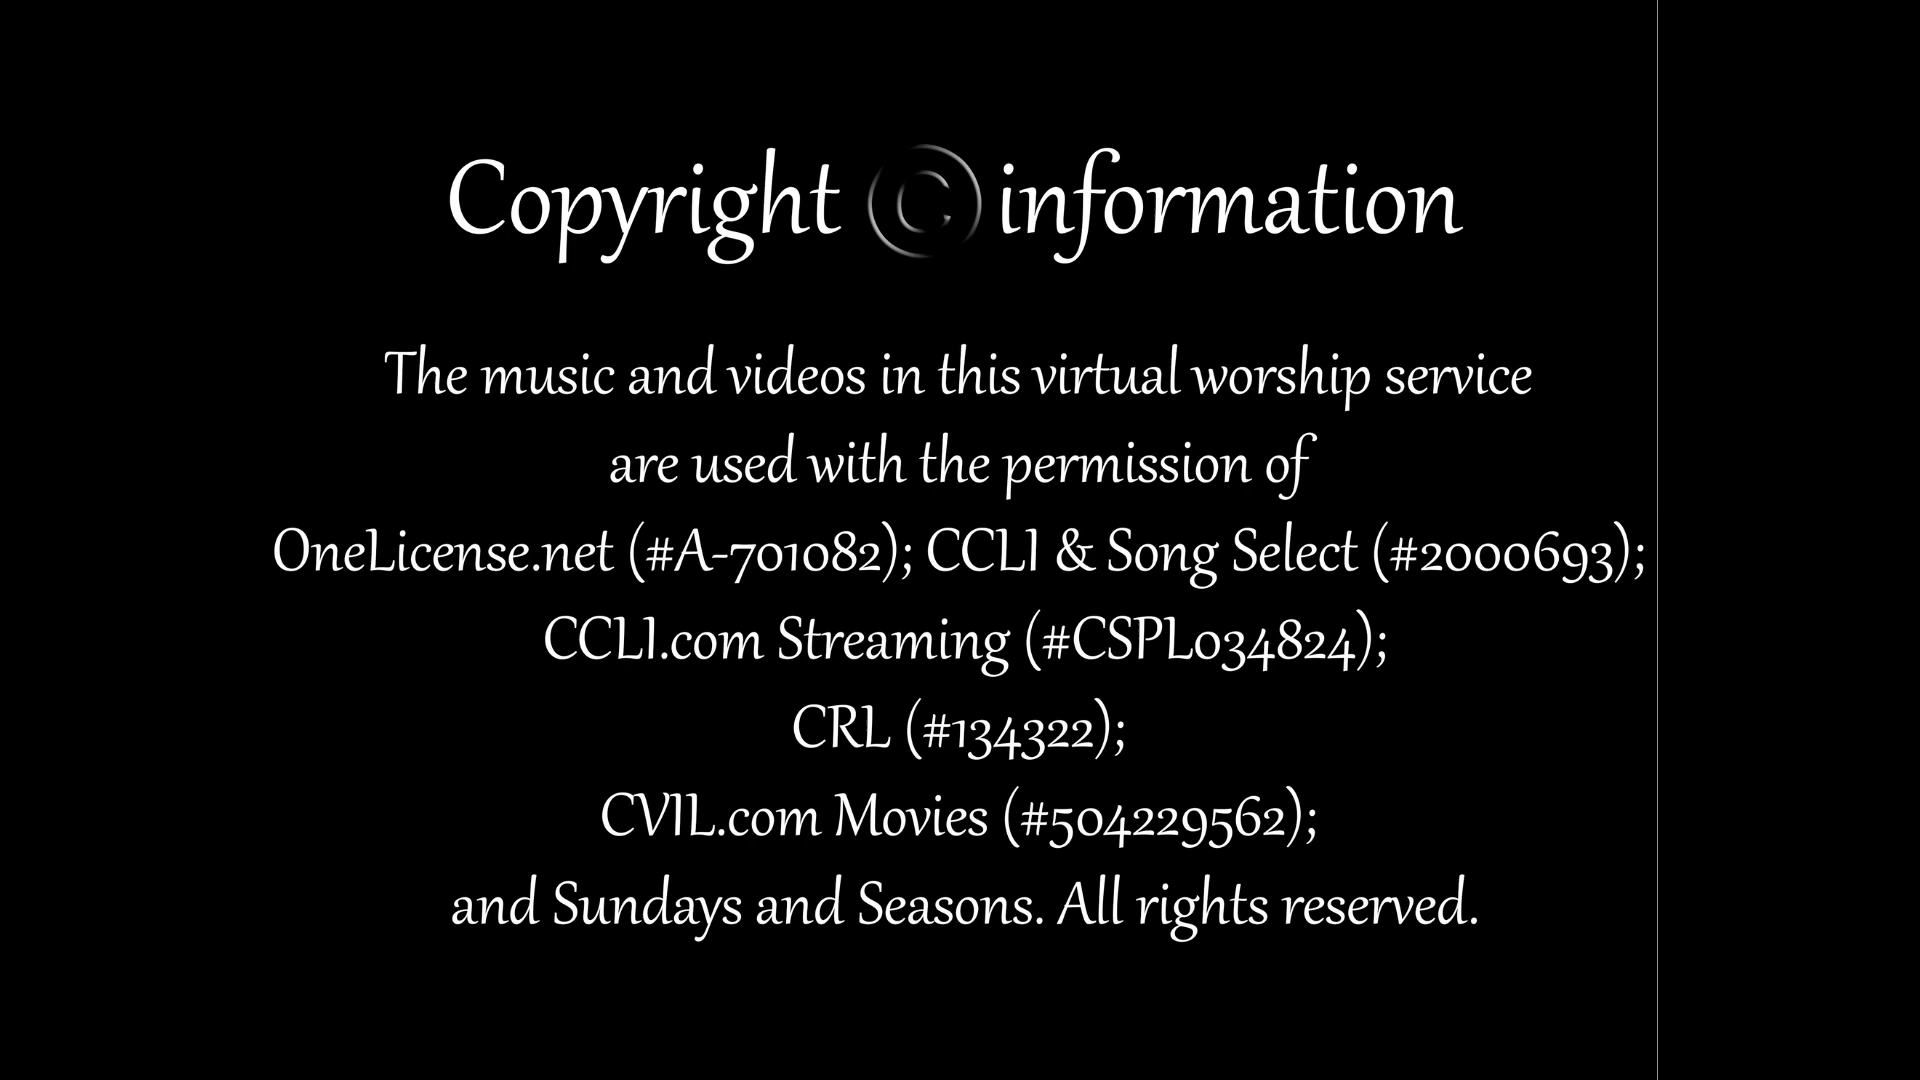 Copyright © information
The music and videos in this virtual worship service
are used with the permission of
OneLicense.net (#A-701082); CCLI & Song Select (#2000693);
CCLI.com Streaming (#CSPL034824);
CRL (#134322);
CVIL.com Movies (#504229562);
and Sundays and Seasons. All rights reserved.